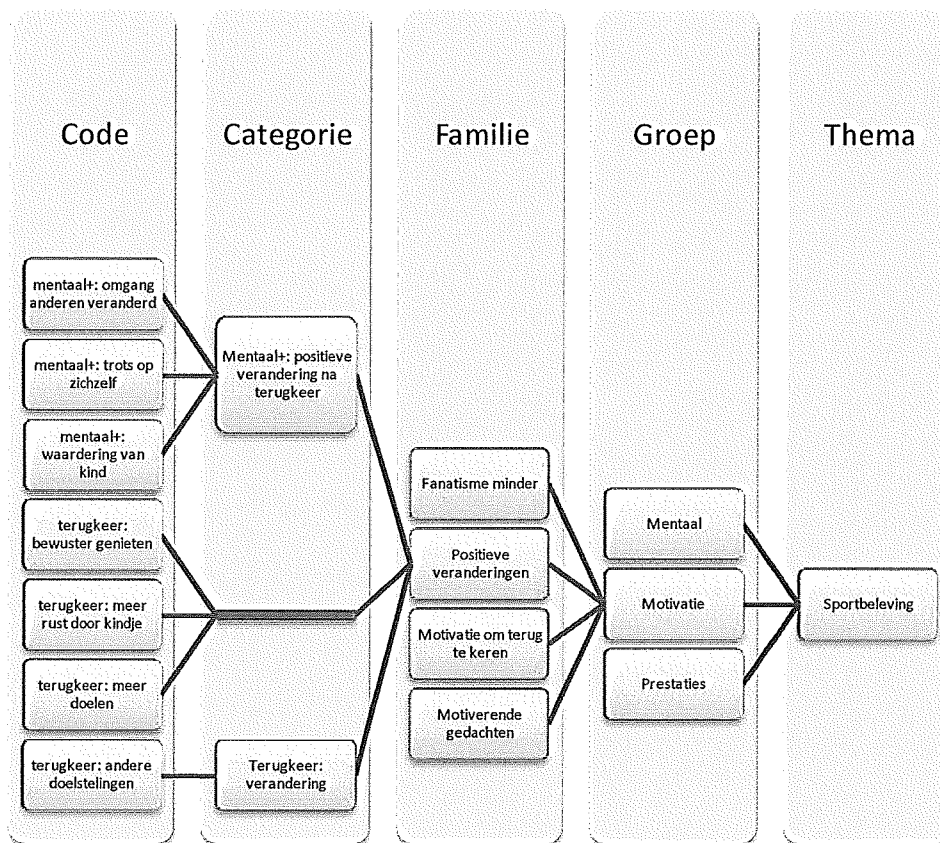 Code
Categorie
Familie
Groep
Thema
mentaal+: omgang
anderen veranderd
mentaal+: trots op
zichzelf
mentaal+:
waardering van
kind
terugkeer:
bewuster genieten
terugkeer: meer
rust door kindje
terugkeer: meer
doelen
terugkeer: andere
doelstelingen
Mentaal+: positieve
verandering na
terugkeer
Terugkeer:
verandering
Fanatisme minder
Positieve
veranderingen
Motivatie om terug
te keren
Motiverende
gedachten
Mentaal
Motivatie
Prestaties
Sportbeleving